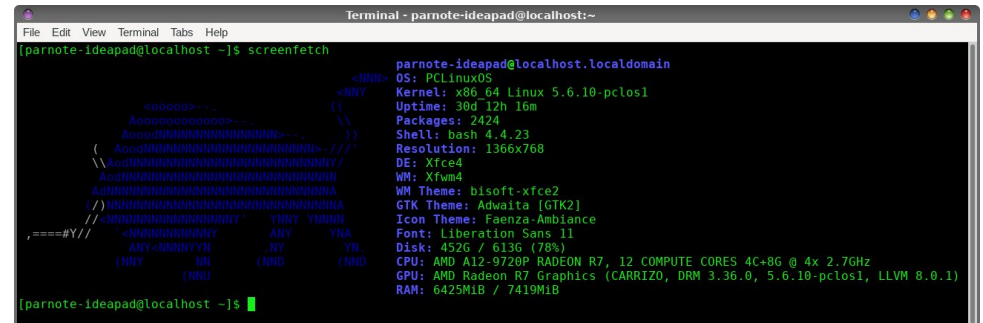 Terminal - parnote-ideapad@localhost:~
File Edit View Terminal Tabs Help
[parnote-ideapad@localhost ~]$ screenfetch
parnote-ideapad@localhost.localdomain
OS: PCLinuxOS
Kernel: x86_64 Linux 5.6.10-pclos1
Uptime: 30d 12h 16m
Packages: 2424
Shell: bash 4.4.23
Resolution: 1366x768
DE: Xfce4
WM: Xfwm4
WM Theme: bisoft-xfce2
GTK Theme: Adwaita [GTK2]
Icon Theme: Faenza-Ambiance
Font: Liberation Sans 11
Disk: 452G / 613G (78%)
CPU: AMD A12-9720P RADEON R7, 12 COMPUTE CORES 4C+8G @ 4x 2.7GHz
GPU: AMD Radeon R7 Graphics (CARRIZO, DRM 3.36.0, 5.6.10-pclos1, LLVM 8.0.1)
RAM: 6425MiB / 7419MiB
[parnote-ideapad@localhost ~]$